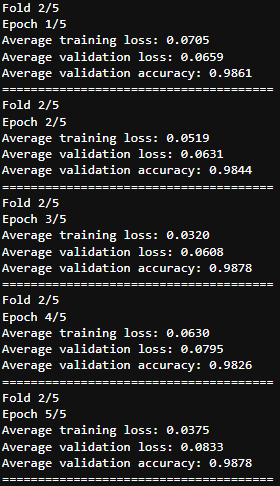 Fold 2/5
Epoch 1/5
Average training loss: 0.0705
Average validation loss: 0.0659
Average validation accuracy: 0.9861
======================================
Fold 2/5
Epoch 2/5
Average training loss: 0.0519
Average validation loss: 0.0631
Average validation accuracy: 0.9844
======================================
Fold 2/5
Epoch 3/5
Average training loss: 0.0320
Average validation loss: 0.0608
Average validation accuracy: 0.9878
======================================
Fold 2/5
Epoch 4/5
Average training loss: 0.0630
Average validation loss: 0.0795
Average validation accuracy: 0.9826
======================================
Fold 2/5
Epoch 5/5
Average training loss: 0.0375
Average validation loss: 0.0833
Average validation accuracy: 0.9878
======================================